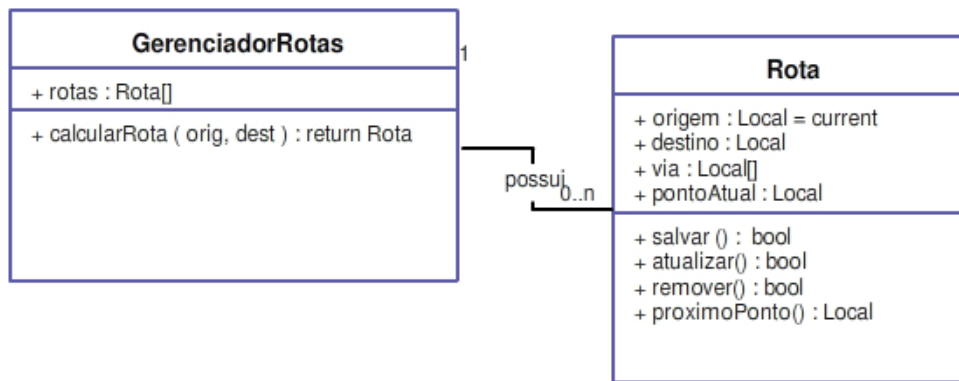 GerenciadorRotas
+ rotas : Rota[]
+ calcularRota ( orig, dest ) : return Rota
1
possui
0..n
Rota
+ origem : Local = current
+ destino : Local
+ via : Local[]
+ pontoAtual : Local
+ salvar () : bool
+ atualizar() : bool
+ remover() : bool
+ proximoPonto() : Local